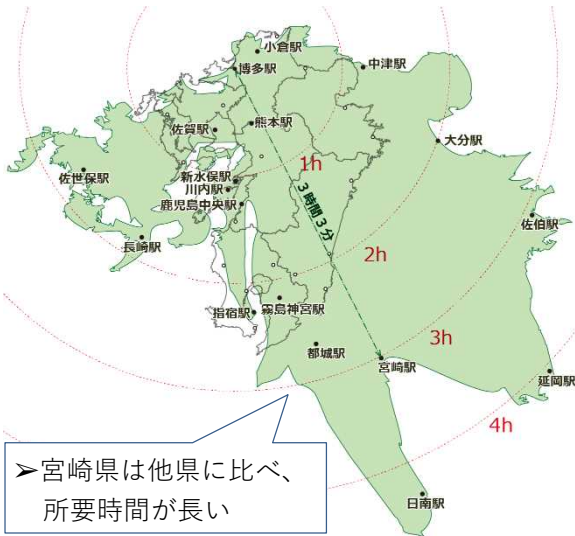 小倉駅
博多駅
中津駅
熊本駅
佐賀駅
大分駅
1h
佐世保駅
新水俣駅
川内駅
鹿児島中央駅
3時間3分
佐伯駅
長崎駅
2h
指宿駅
霧島神宮駅
3h
都城駅
宮崎駅
延岡駅
4h
➢宮崎県は他県に比べ、
所要時間が長い
日南駅